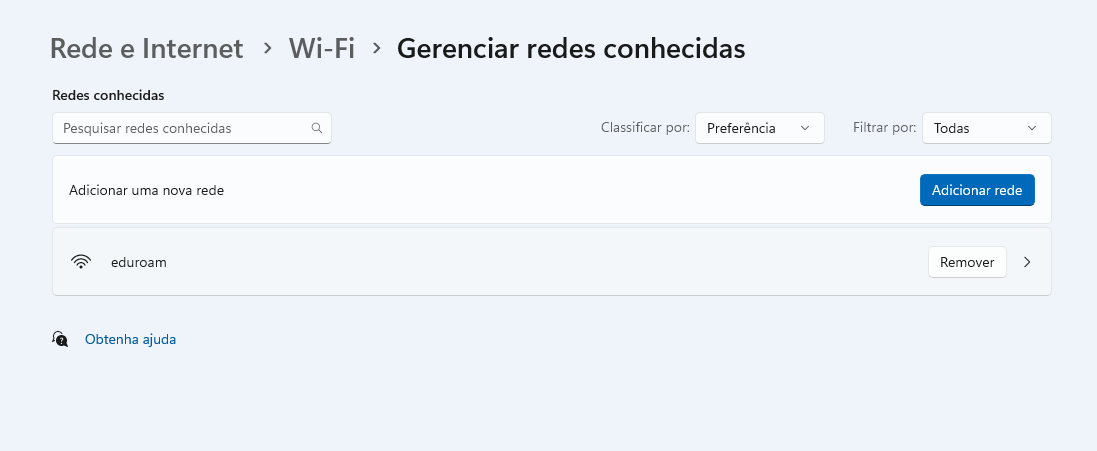 Rede e Internet > Wi-Fi > Gerenciar redes conhecidas
Redes conhecidas
Pesquisar redes conhecidas
Classificar por: Preferência
Filtrar por: Todas
Adicionar uma nova rede
Adicionar rede
eduroam
Remover
Obtenha ajuda